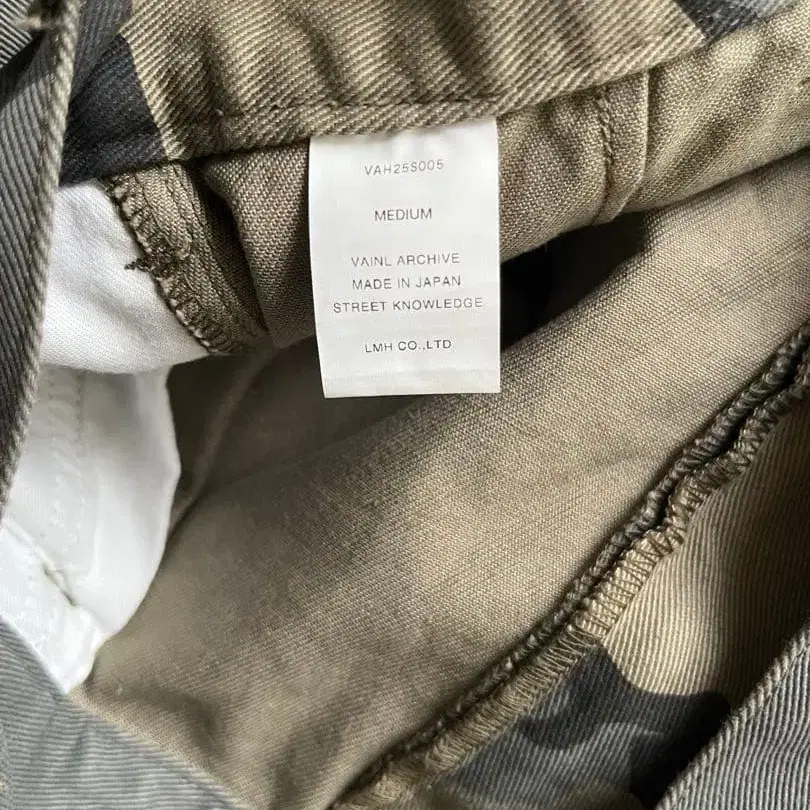 VAH25S005
MEDIUM
VAINL ARCHIVE
MADE IN JAPAN
STREET KNOWLEDGE
LMH CO.,LTD